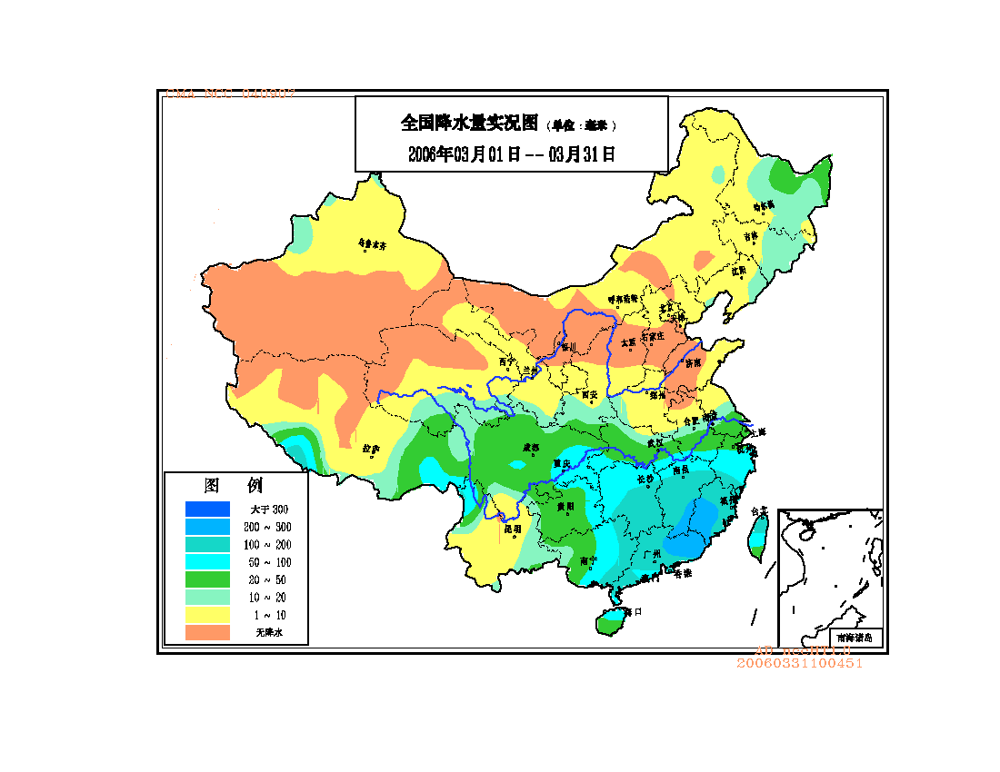 CMA NCC 040902
全国降水量实况图 (单位:毫米)
2006年03月01日 -- 03月31日
哈尔滨
乌鲁木齐
吉林
沈阳
呼和浩特
北京
天津
银川
太原
石家庄
济南
西宁
兰州
西安
郑州
合肥
南京
上海
拉萨
成都
武汉
杭州
重庆
长沙
南昌
贵阳
福州
台北
昆明
广州
南宁
澳门
香港
海口
图 例
大于 300
200 ~ 300
100 ~ 200
50 ~ 100
20 ~ 50
10 ~ 20
1 ~ 10
无降水
南海诸岛
20060331100451